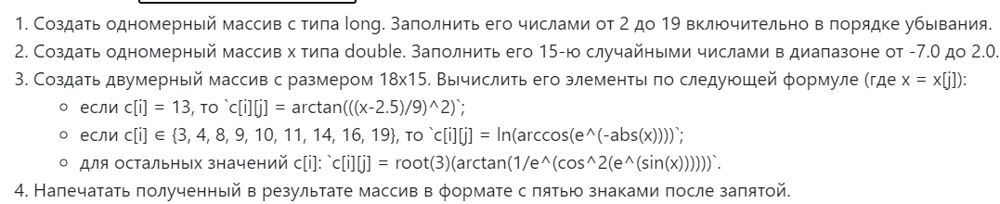 1. Создать одномерный массив с типа long. Заполнить его числами от 2 до 19 включительно в порядке убывания.
2. Создать одномерный массив x типа double. Заполнить его 15-ю случайными числами в диапазоне от -7.0 до 2.0.
3. Создать двумерный массив с размером 18x15. Вычислить его элементы по следующей формуле (где x = x[j]):
◦ если c[i] = 13, то `c[i][j] = arctan(((x-2.5)/9)^2)`;
◦ если c[i] ∈ {3, 4, 8, 9, 10, 11, 14, 16, 19}, то `c[i][j] = ln(arccos(e^(-abs(x))))`;
◦ для остальных значений c[i]: `c[i][j] = root(3)(arctan(1/e^(cos^2(e^(sin(x))))))`.
4. Напечатать полученный в результате массив в формате с пятью знаками после запятой.